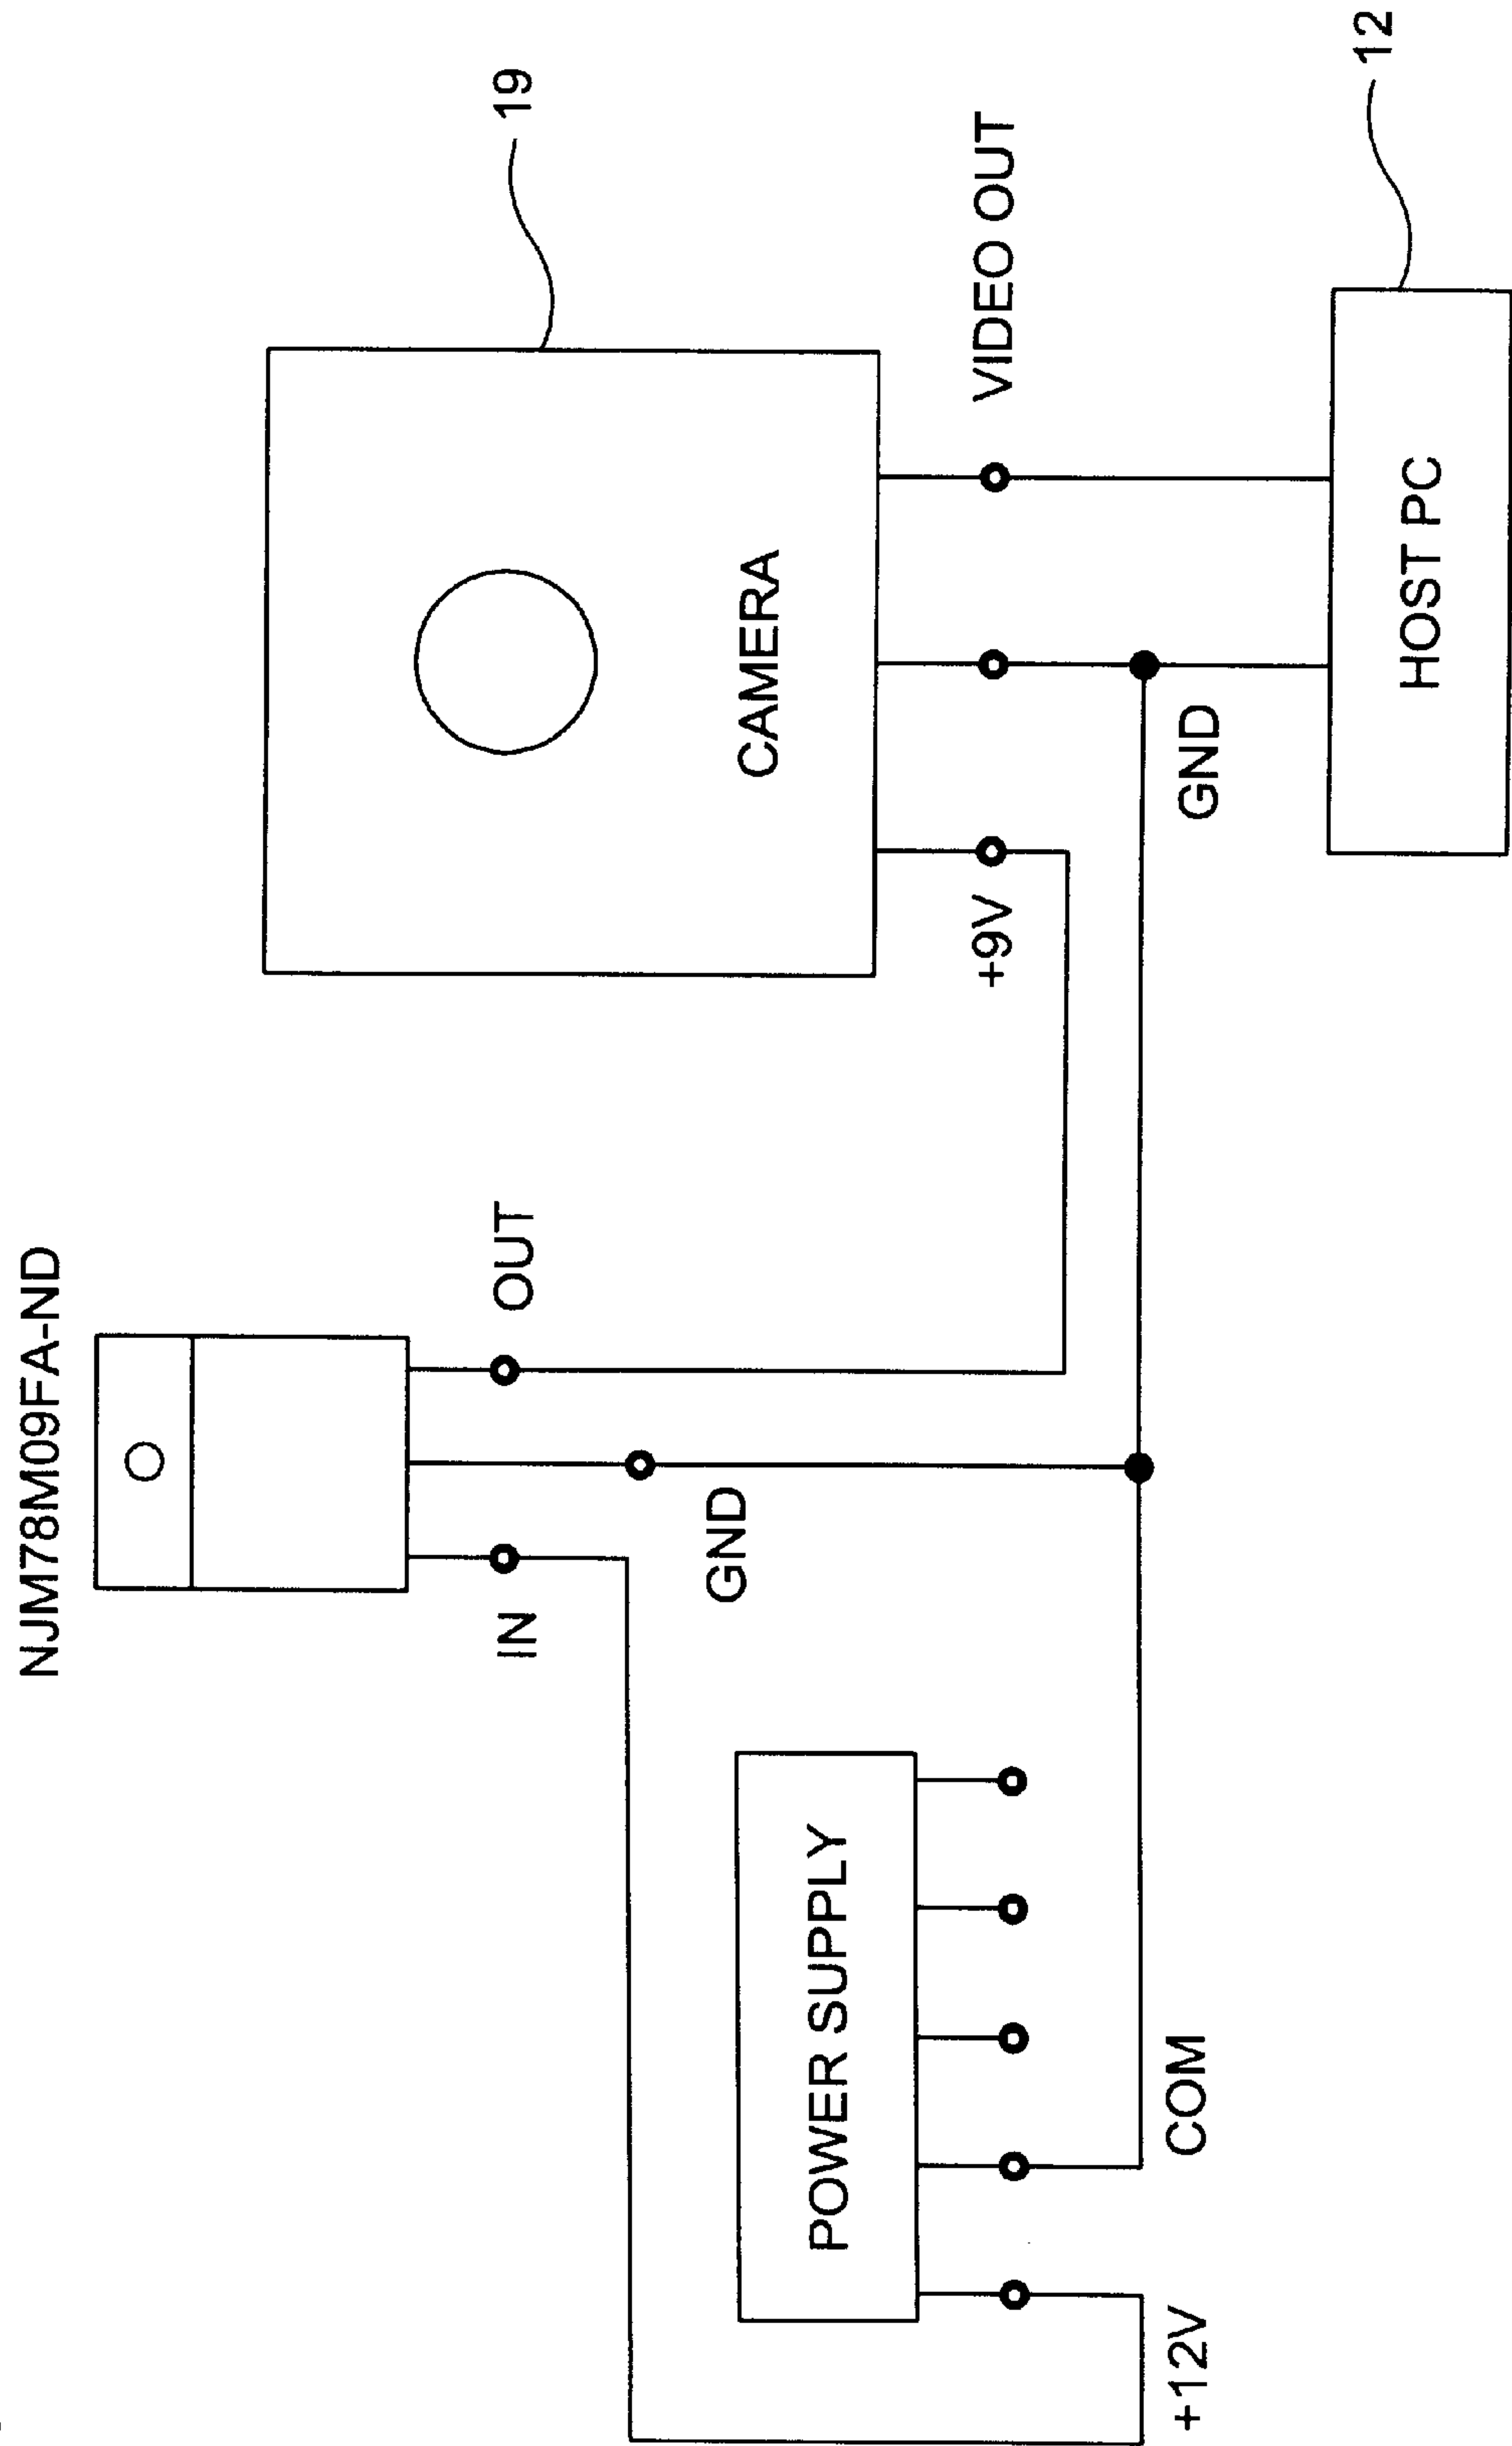 NJM78M09FA-ND
19
IN
OUT
GND
CAMERA
POWER SUPPLY
+9V
VIDEO OUT
+12V
COM
GND
HOST PC
12